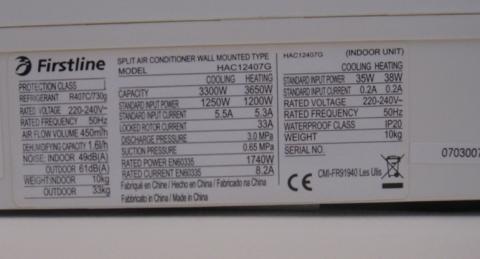 Firstline
PROTECTION CLASS I
REFRIGERANT R407C/730g
RATED VOLTAGE 220-240V~
RATED FREQUENCY 50Hz
AIR FLOW VOLUME 450m³/h
DEHUMIDIFYING CAPACITY 1.6l/h
NOISE: INDOOR 49dB(A)
OUTDOOR 61dB(A)
WEIGHT:INDOOR 10kg
OUTDOOR 33kg
SPLIT AIR CONDITIONER WALL MOUNTED TYPE
MODEL HAC12407G
COOLING HEATING
CAPACITY 3300W 3650W
STANDARD INPUT POWER 1250W 1200W
STANDARD INPUT CURRENT 5.5A 5.3A
LOCKED ROTOR CURRENT 33A
DISCHARGE PRESSURE 3.0 MPa
SUCTION PRESSURE 0.65 MPa
RATED POWER EN60335 1740W
RATED CURRENT EN60335 8.2A
Fabriqué en Chine / Hecho en China / Fabricado na China
Fabbricato in China / Made in China
HAC12407G (INDOOR UNIT)
COOLING HEATING
STANDARD INPUT POWER 35W 38W
STANDARD INPUT CURRENT 0.2A 0.2A
RATED VOLTAGE 220-240V~
RATED FREQUENCY 50Hz
WATERPROOF CLASS IP20
WEIGHT 10kg
SERIAL NO.
CE CMI-FR91940 Les Ulis
0703007